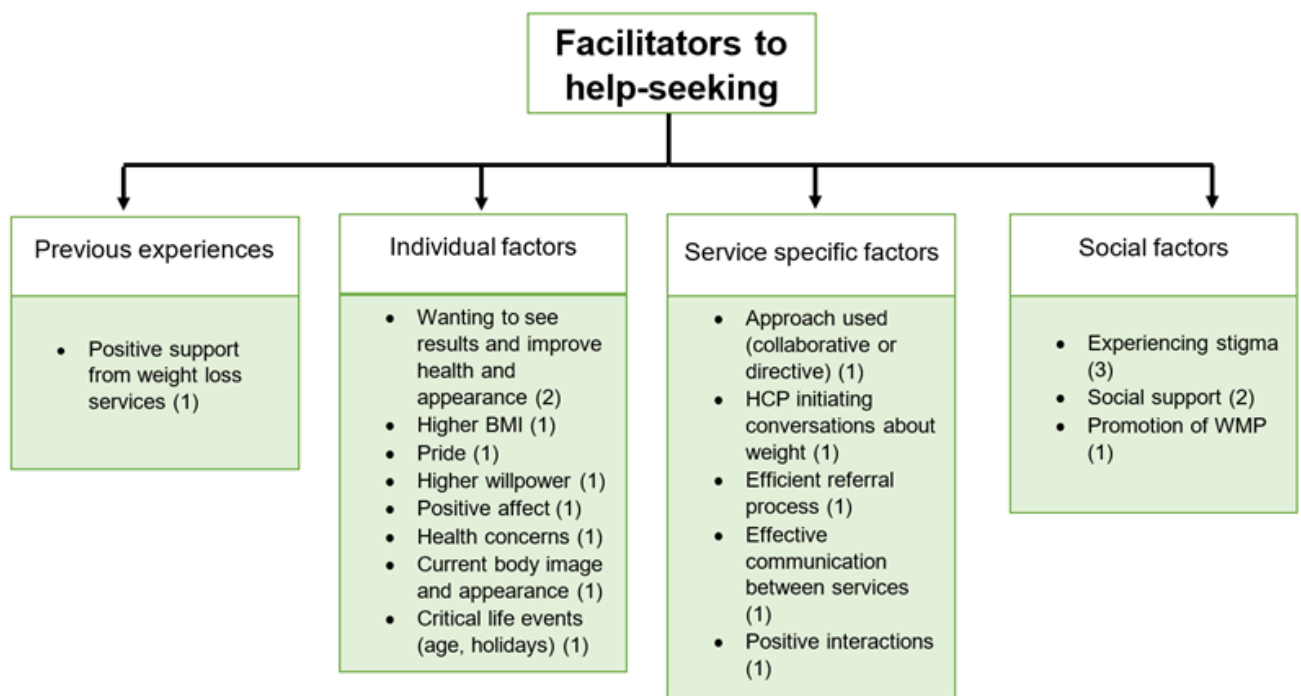 Facilitators to
help-seeking
Previous experiences
• Positive support
from weight loss
services (1)
Individual factors
• Wanting to see
results and improve
health and
appearance (2)
• Higher BMI (1)
• Pride (1)
• Higher willpower (1)
• Positive affect (1)
• Health concerns (1)
• Current body image
and appearance (1)
• Critical life events
(age, holidays) (1)
Service specific factors
• Approach used
(collaborative or
directive) (1)
• HCP initiating
conversations about
weight (1)
• Efficient referral
process (1)
• Effective
communication
between services
(1)
• Positive interactions
(1)
Social factors
• Experiencing stigma
(3)
• Social support (2)
• Promotion of WMP
(1)